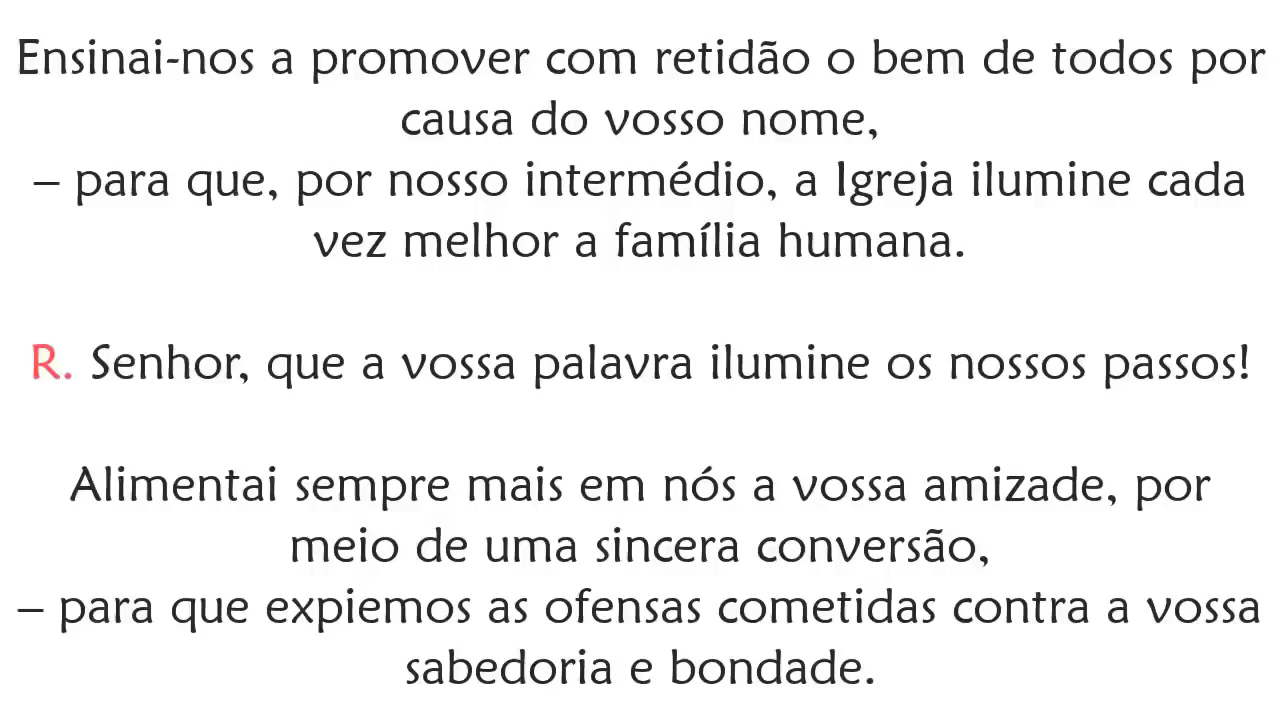 Ensinai-nos a promover com retidão o bem de todos por
causa do vosso nome,
– para que, por nosso intermédio, a Igreja ilumine cada
vez melhor a família humana.
R. Senhor, que a vossa palavra ilumine os nossos passos!
Alimentai sempre mais em nós a vossa amizade, por
meio de uma sincera conversão,
– para que expiemos as ofensas cometidas contra a vossa
sabedoria e bondade.